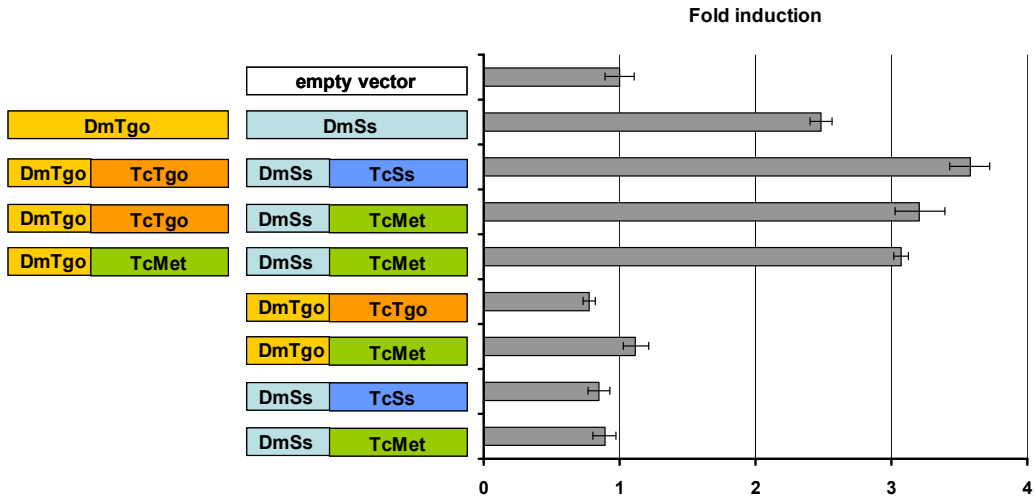 Fold induction
empty vector
DmTgo DmSs
DmTgo TcTgo DmSs TcSs
DmTgo TcTgo DmSs TcMet
DmTgo TcMet DmSs TcMet
DmTgo TcTgo
DmTgo TcMet
DmSs TcSs
DmSs TcMet
0 1 2 3 4